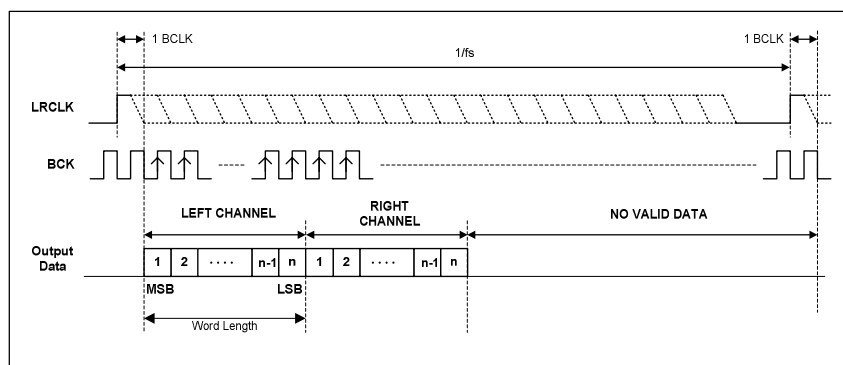 1 BCLK 1 BCLK
1/fs
LRCLK
BCK
LEFT CHANNEL
RIGHT
CHANNEL
NO VALID DATA
Output
Data
1 2 · · · · n-1 n 1 2 · · · · n-1 n
MSB LSB
Word Length